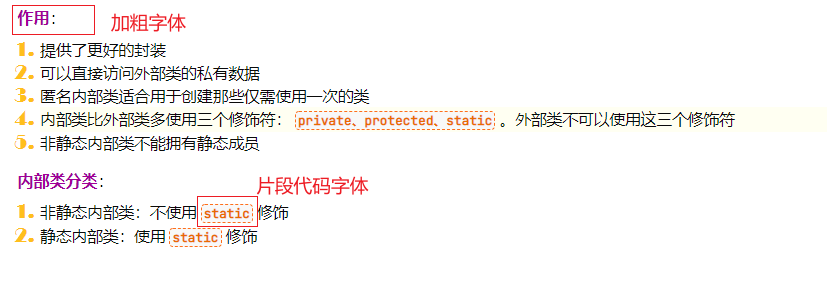 作用：
加粗字体
1. 提供了更好的封装
2. 可以直接访问外部类的私有数据
3. 匿名内部类适合用于创建那些仅需使用一次的类
4. 内部类比外部类多使用三个修饰符： private、protected、static 。外部类不可以使用这三个修饰符
5. 非静态内部类不能拥有静态成员
内部类分类：
片段代码字体
1. 非静态内部类：不使用 static 修饰
2. 静态内部类：使用 static 修饰